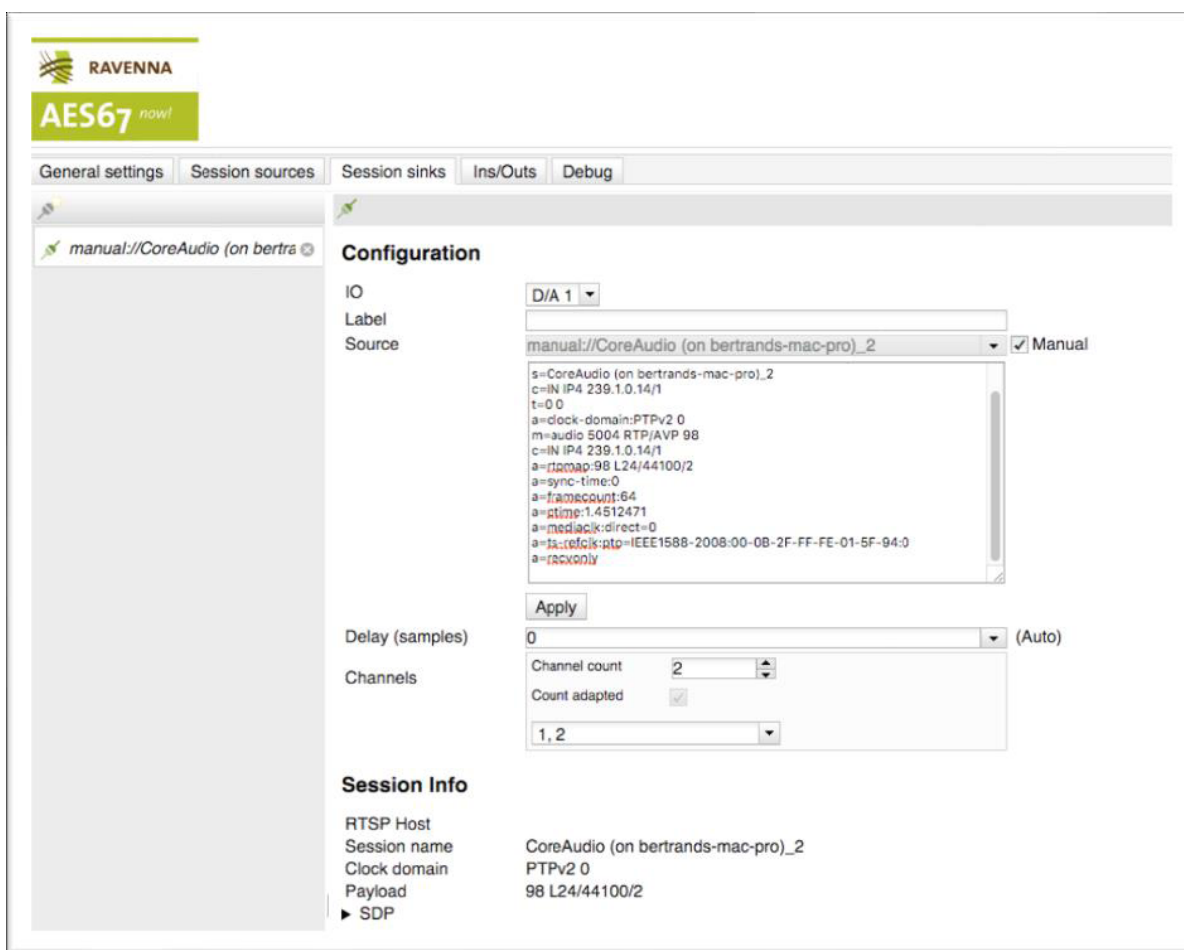 RAVENNA
AES67 now!
General settings Session sources Session sinks Ins/Outs Debug
manual://CoreAudio (on bertra
Configuration
IO D/A 1
Label
Source manual://CoreAudio (on bertrands-mac-pro)_2 Manual
s=CoreAudio (on bertrands-mac-pro)_2
c=IN IP4 239.1.0.14/1
t=0 0
a=clock-domain:PTPv2 0
m=audio 5004 RTP/AVP 98
c=IN IP4 239.1.0.14/1
a=rtpmap:98 L24/44100/2
a=sync-time:0
a=framecount:64
a=ptime:1.4512471
a=mediaclk:direct=0
a=ts-refclk:ptp=IEEE1588-2008:00-0B-2F-FF-FE-01-5F-94:0
a=recvonly
Apply
Delay (samples) 0 (Auto)
Channels
Channel count 2
Count adapted
1, 2
Session Info
RTSP Host
Session name CoreAudio (on bertrands-mac-pro)_2
Clock domain PTPv2 0
Payload 98 L24/44100/2
SDP